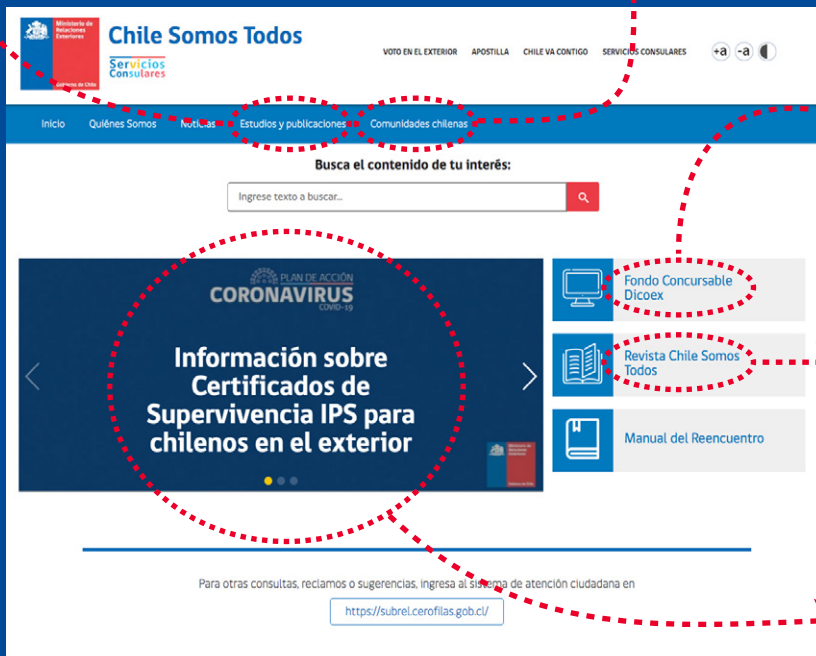 Ministerio de
Relaciones
Exteriores
Gobierno de Chile
Chile Somos Todos
Servicios
Consulares
VOTO EN EL EXTERIOR APOSTILLA CHILE VA CONTIGO SERVICIOS CONSULARES +a -a
Inicio Quiénes Somos Noticias Estudios y publicaciones Comunidades chilenas
Busca el contenido de tu interés:
Ingrese texto a buscar...
PLAN DE ACCIÓN
CORONAVIRUS
COVID-19
Información sobre
Certificados de
Supervivencia IPS para
chilenos en el exterior
Fondo Concursable
Dicoex
Revista Chile Somos
Todos
Manual del Reencuentro
Para otras consultas, reclamos o sugerencias, ingresa al sistema de atención ciudadana en
https://subrel.cerofilas.gob.cl/